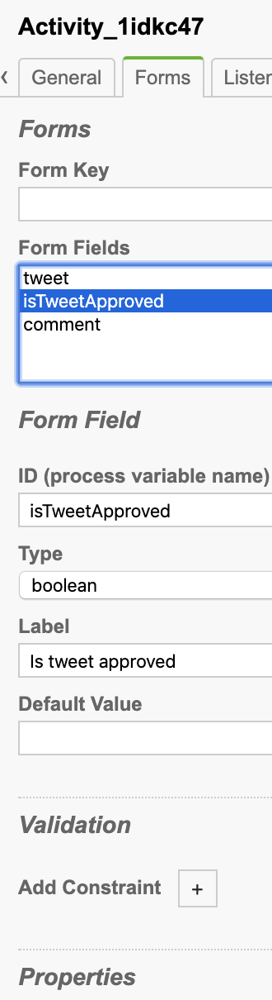 Activity_1idkc47
‹ General Forms Listen
Forms
Form Key
Form Fields
tweet
isTweetApproved
comment
Form Field
ID (process variable name)
isTweetApproved
Type
boolean
Label
Is tweet approved
Default Value
Validation
Add Constraint +
Properties